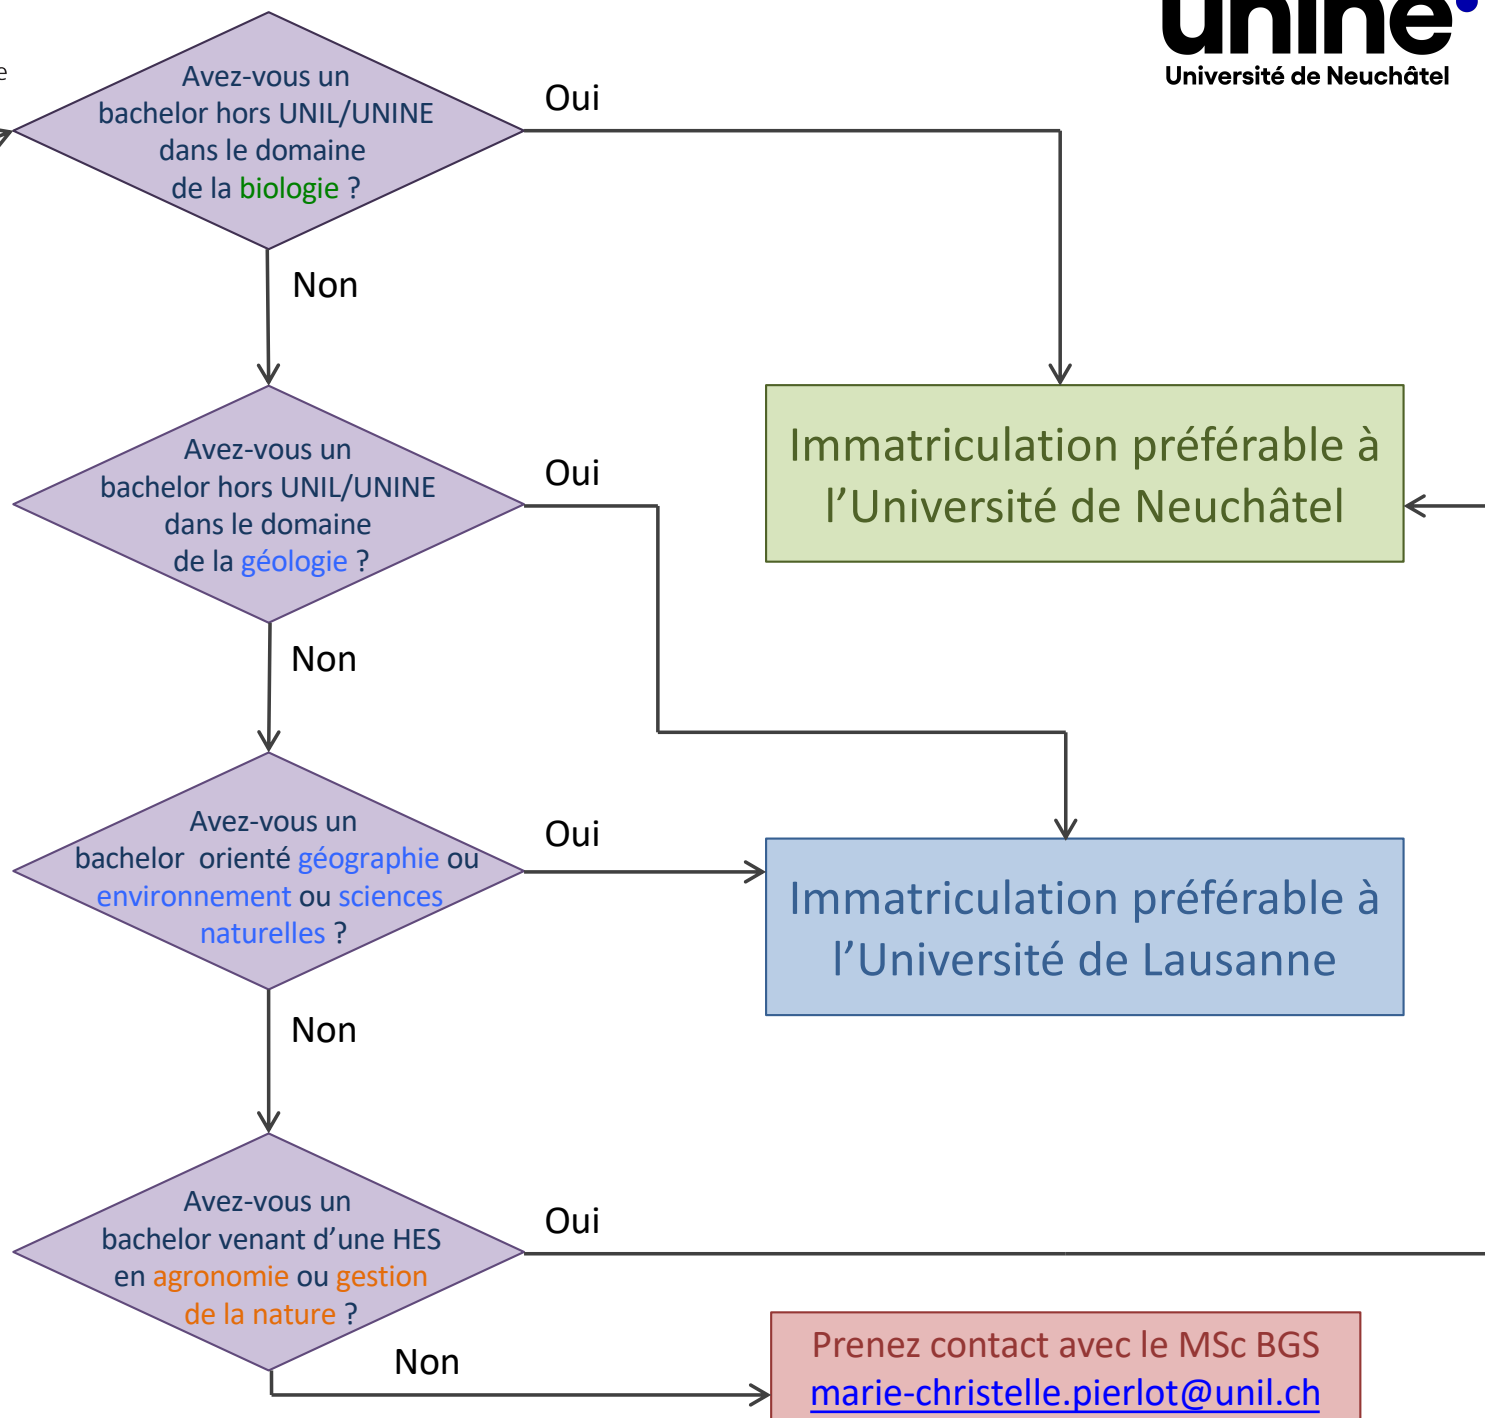 unine
Université de Neuchâtel
e
Avez-vous un
bachelor hors UNIL/UNINE
dans le domaine
de la biologie ?
Oui
Non
Avez-vous un
bachelor hors UNIL/UNINE
dans le domaine
de la géologie ?
Oui
Immatriculation préférable à
l’Université de Neuchâtel
Non
Avez-vous un
bachelor orienté géographie ou
environnement ou sciences
naturelles ?
Oui
Immatriculation préférable à
l’Université de Lausanne
Non
Avez-vous un
bachelor venant d’une HES
en agronomie ou gestion
de la nature ?
Oui
Non
Prenez contact avec le MSc BGS
marie-christelle.pierlot@unil.ch